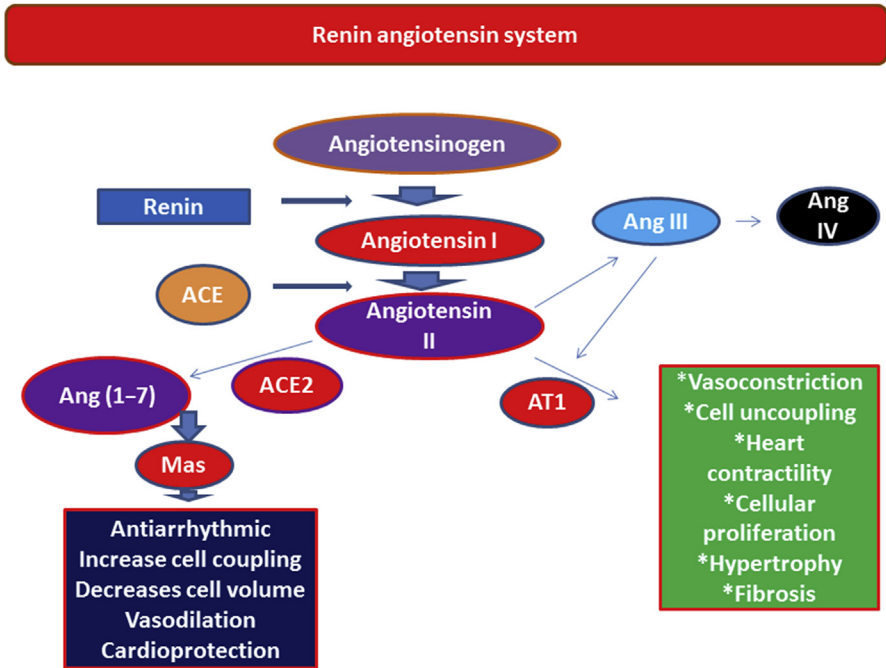 Renin angiotensin system
Angiotensinogen
Renin
Angiotensin I
Ang III
Ang
IV
ACE
Angiotensin
II
Ang (1–7)
ACE2
AT1
Mas
*Vasoconstriction
*Cell uncoupling
*Heart
contractility
*Cellular
proliferation
*Hypertrophy
*Fibrosis
Antiarrhythmic
Increase cell coupling
Decreases cell volume
Vasodilation
Cardioprotection